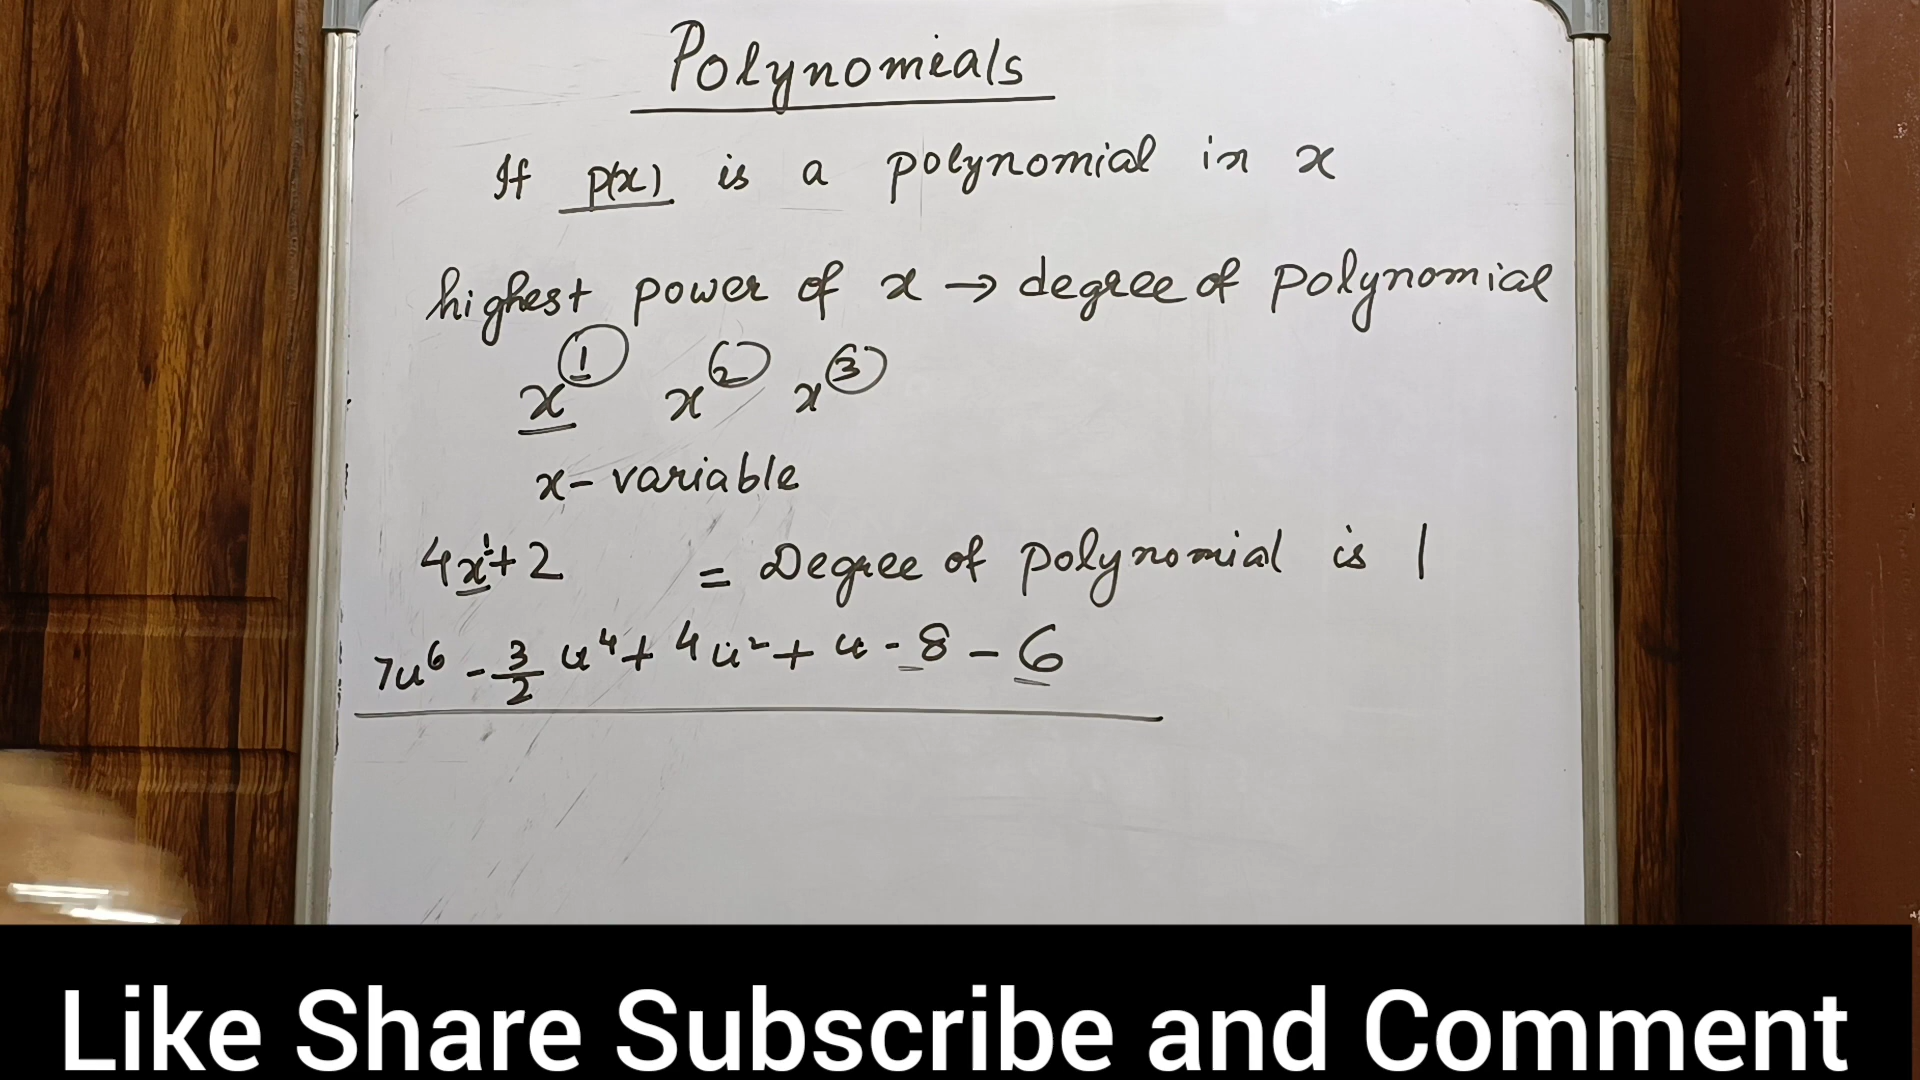 Polynomials
If p(x) is a polynomial in x
highest power of x → degree of polynomial
x¹ x² x³
x - variable
4x¹+2 = Degree of polynomial is 1
7u⁶ - 3/2 u⁴ + 4u² + u - 8 - 6
Like Share Subscribe and Comment